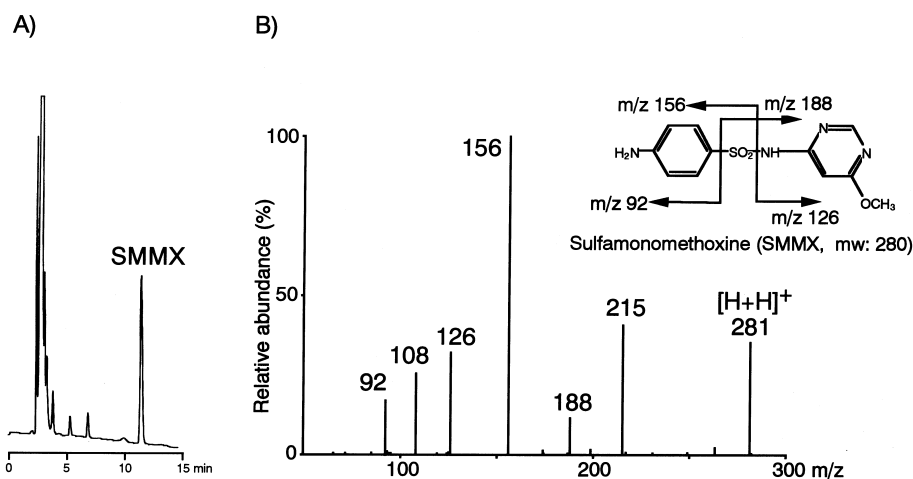 A)
SMMX
0 5 10 15 min
B)
Relative abundance (%)
100
50
0
92
108
126
156
188
215
[H+H]+
281
100 200 300 m/z
m/z 156
m/z 188
H₂N
SO₂
NH
N
N
OCH₃
m/z 92
m/z 126
Sulfamonomethoxine (SMMX, mw: 280)